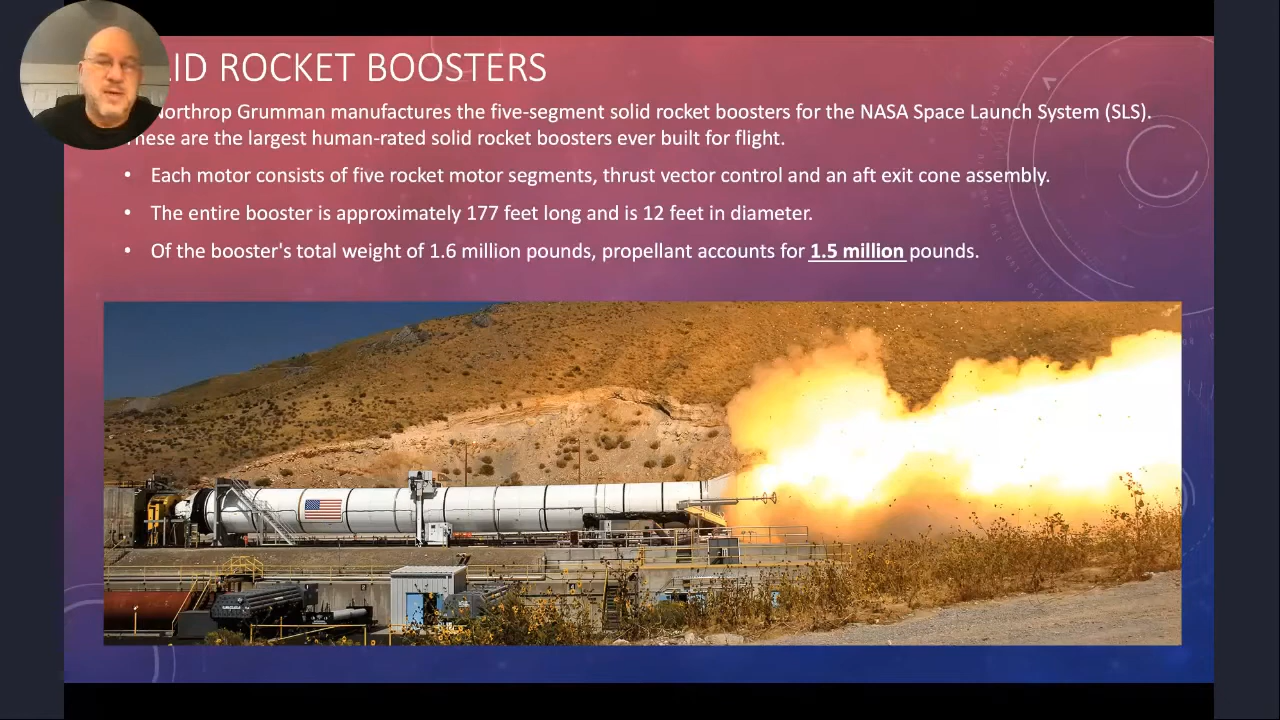 ID ROCKET BOOSTERS
Northrop Grumman manufactures the five-segment solid rocket boosters for the NASA Space Launch System (SLS).
hese are the largest human-rated solid rocket boosters ever built for flight.
• Each motor consists of five rocket motor segments, thrust vector control and an aft exit cone assembly.
• The entire booster is approximately 177 feet long and is 12 feet in diameter.
• Of the booster's total weight of 1.6 million pounds, propellant accounts for 1.5 million pounds.